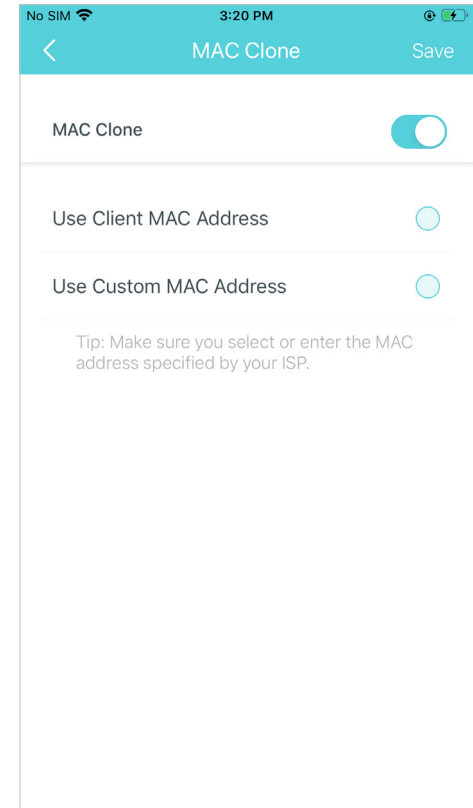 No SIM 3:20 PM
MAC Clone Save
MAC Clone
Use Client MAC Address
Use Custom MAC Address
Tip: Make sure you select or enter the MAC
address specified by your ISP.